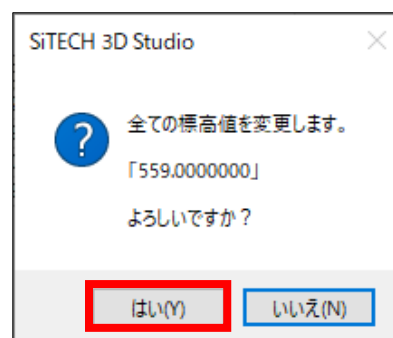 SiTECH 3D Studio
全ての標高値を変更します。
「559.0000000」
よろしいですか？
はい(Y)
いいえ(N)